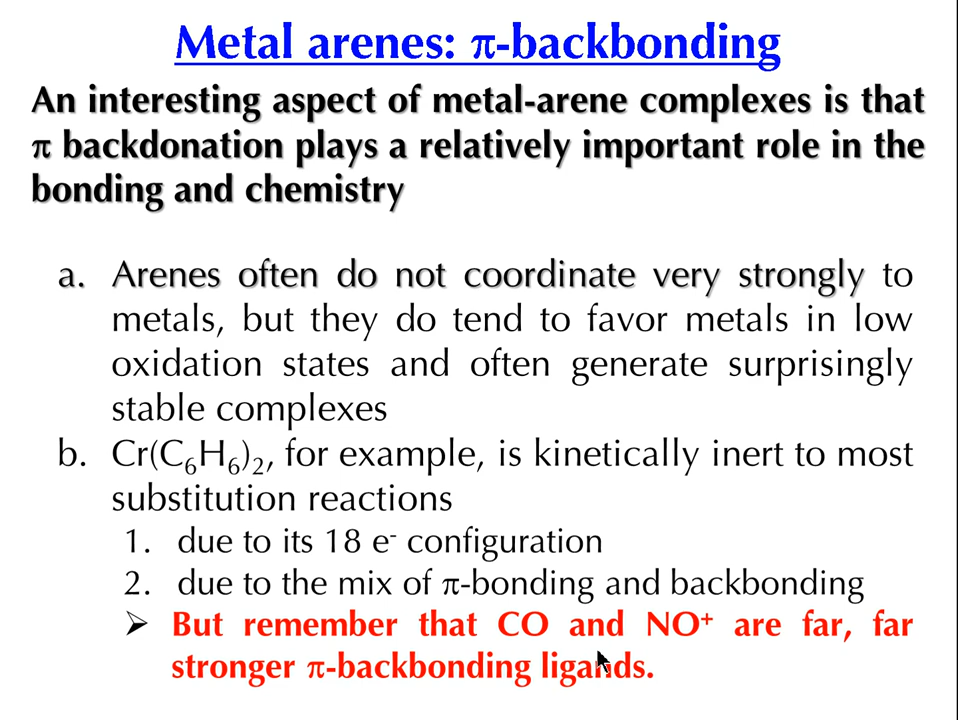 Metal arenes: π-backbonding
An interesting aspect of metal-arene complexes is that
π backdonation plays a relatively important role in the
bonding and chemistry
a. Arenes often do not coordinate very strongly to
metals, but they do tend to favor metals in low
oxidation states and often generate surprisingly
stable complexes
b. Cr(C₆H₆)₂, for example, is kinetically inert to most
substitution reactions
1. due to its 18 e⁻ configuration
2. due to the mix of π-bonding and backbonding
➢ But remember that CO and NO⁺ are far, far
stronger π-backbonding ligands.